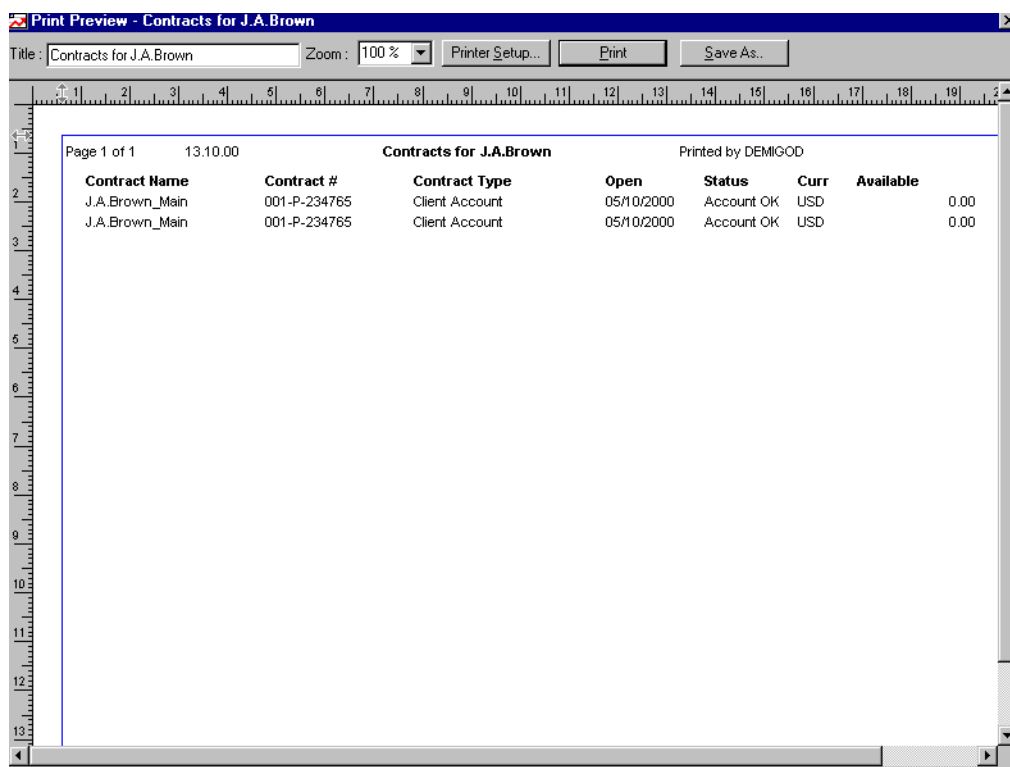 Print Preview - Contracts for J.A.Brown
Title : Contracts for J.A.Brown Zoom : 100 % Printer Setup... Print Save As..
1 2 3 4 5 6 7 8 9 10 11 12 13 14 15 16 17 18 19 2
Page 1 of 1 13.10.00 Contracts for J.A.Brown Printed by DEMIGOD
Contract Name Contract # Contract Type Open Status Curr Available
J.A.Brown_Main 001-P-234765 Client Account 05/10/2000 Account OK USD 0.00
J.A.Brown_Main 001-P-234765 Client Account 05/10/2000 Account OK USD 0.00
1
2
3
4
5
6
7
8
9
10
11
12
13